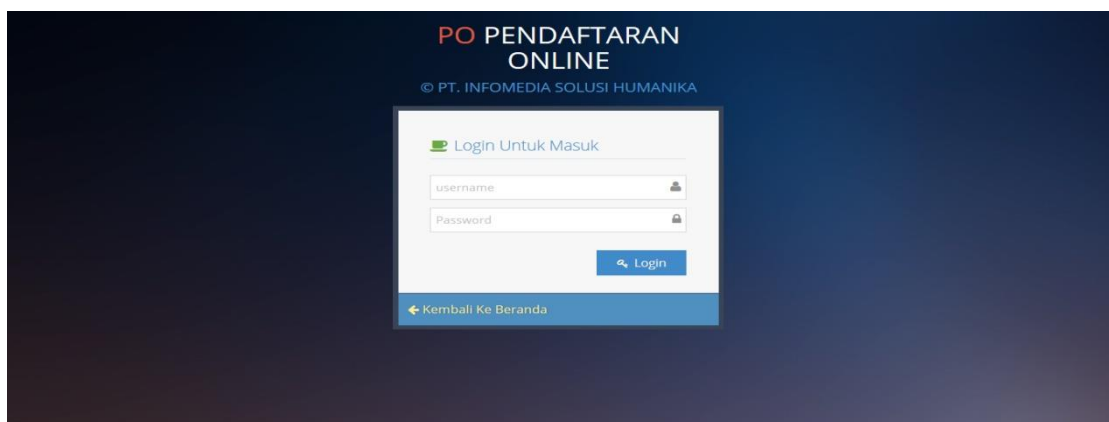 PO PENDAFTARAN
ONLINE
© PT. INFOMEDIA SOLUSI HUMANIKA
Login Untuk Masuk
username
Password
Login
Kembali Ke Beranda